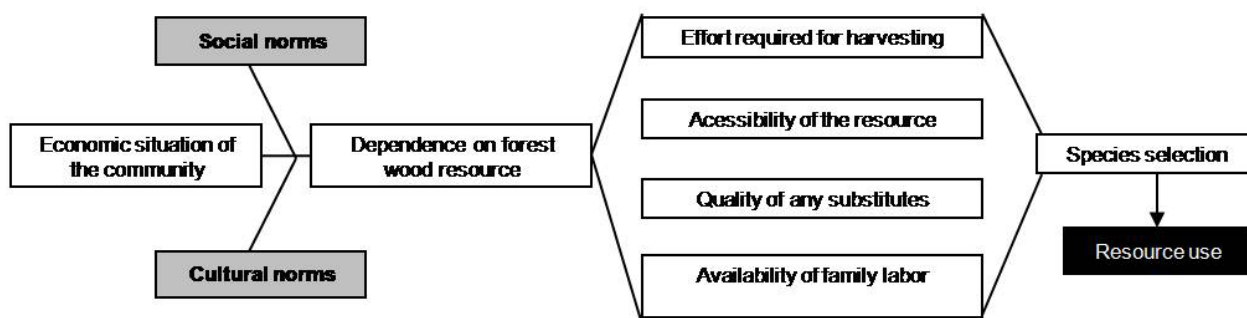 Social norms
Economic situation of
the community
Cultural norms
Dependence on forest
wood resource
Effort required for harvesting
Acessibility of the resource
Quality of any substitutes
Availability of family labor
Species selection
Resource use